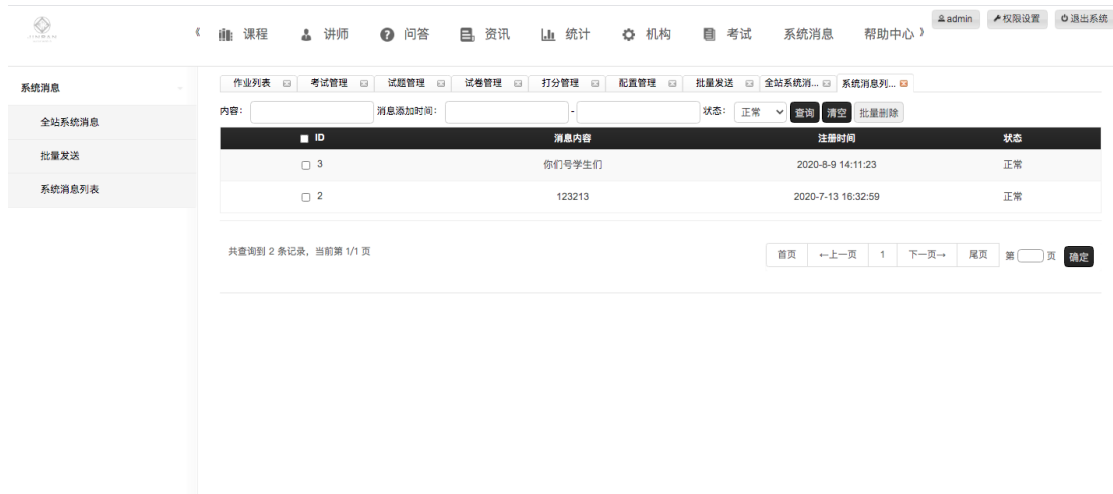 admin 权限设置 退出系统
JINBAN
《 课程 讲师 问答 资讯 统计 机构 考试 系统消息 帮助中心 》
系统消息
全站系统消息
批量发送
系统消息列表
作业列表 考试管理 试题管理 试卷管理 打分管理 配置管理 批量发送 全站系统消... 系统消息列...
内容： 消息添加时间： - 状态： 正常 查询 清空 批量删除
ID 消息内容 注册时间 状态
3 你们号学生们 2020-8-9 14:11:23 正常
2 123213 2020-7-13 16:32:59 正常
共查询到 2 条记录，当前第 1/1 页
首页 ←上一页 1 下一页→ 尾页 第 页 确定